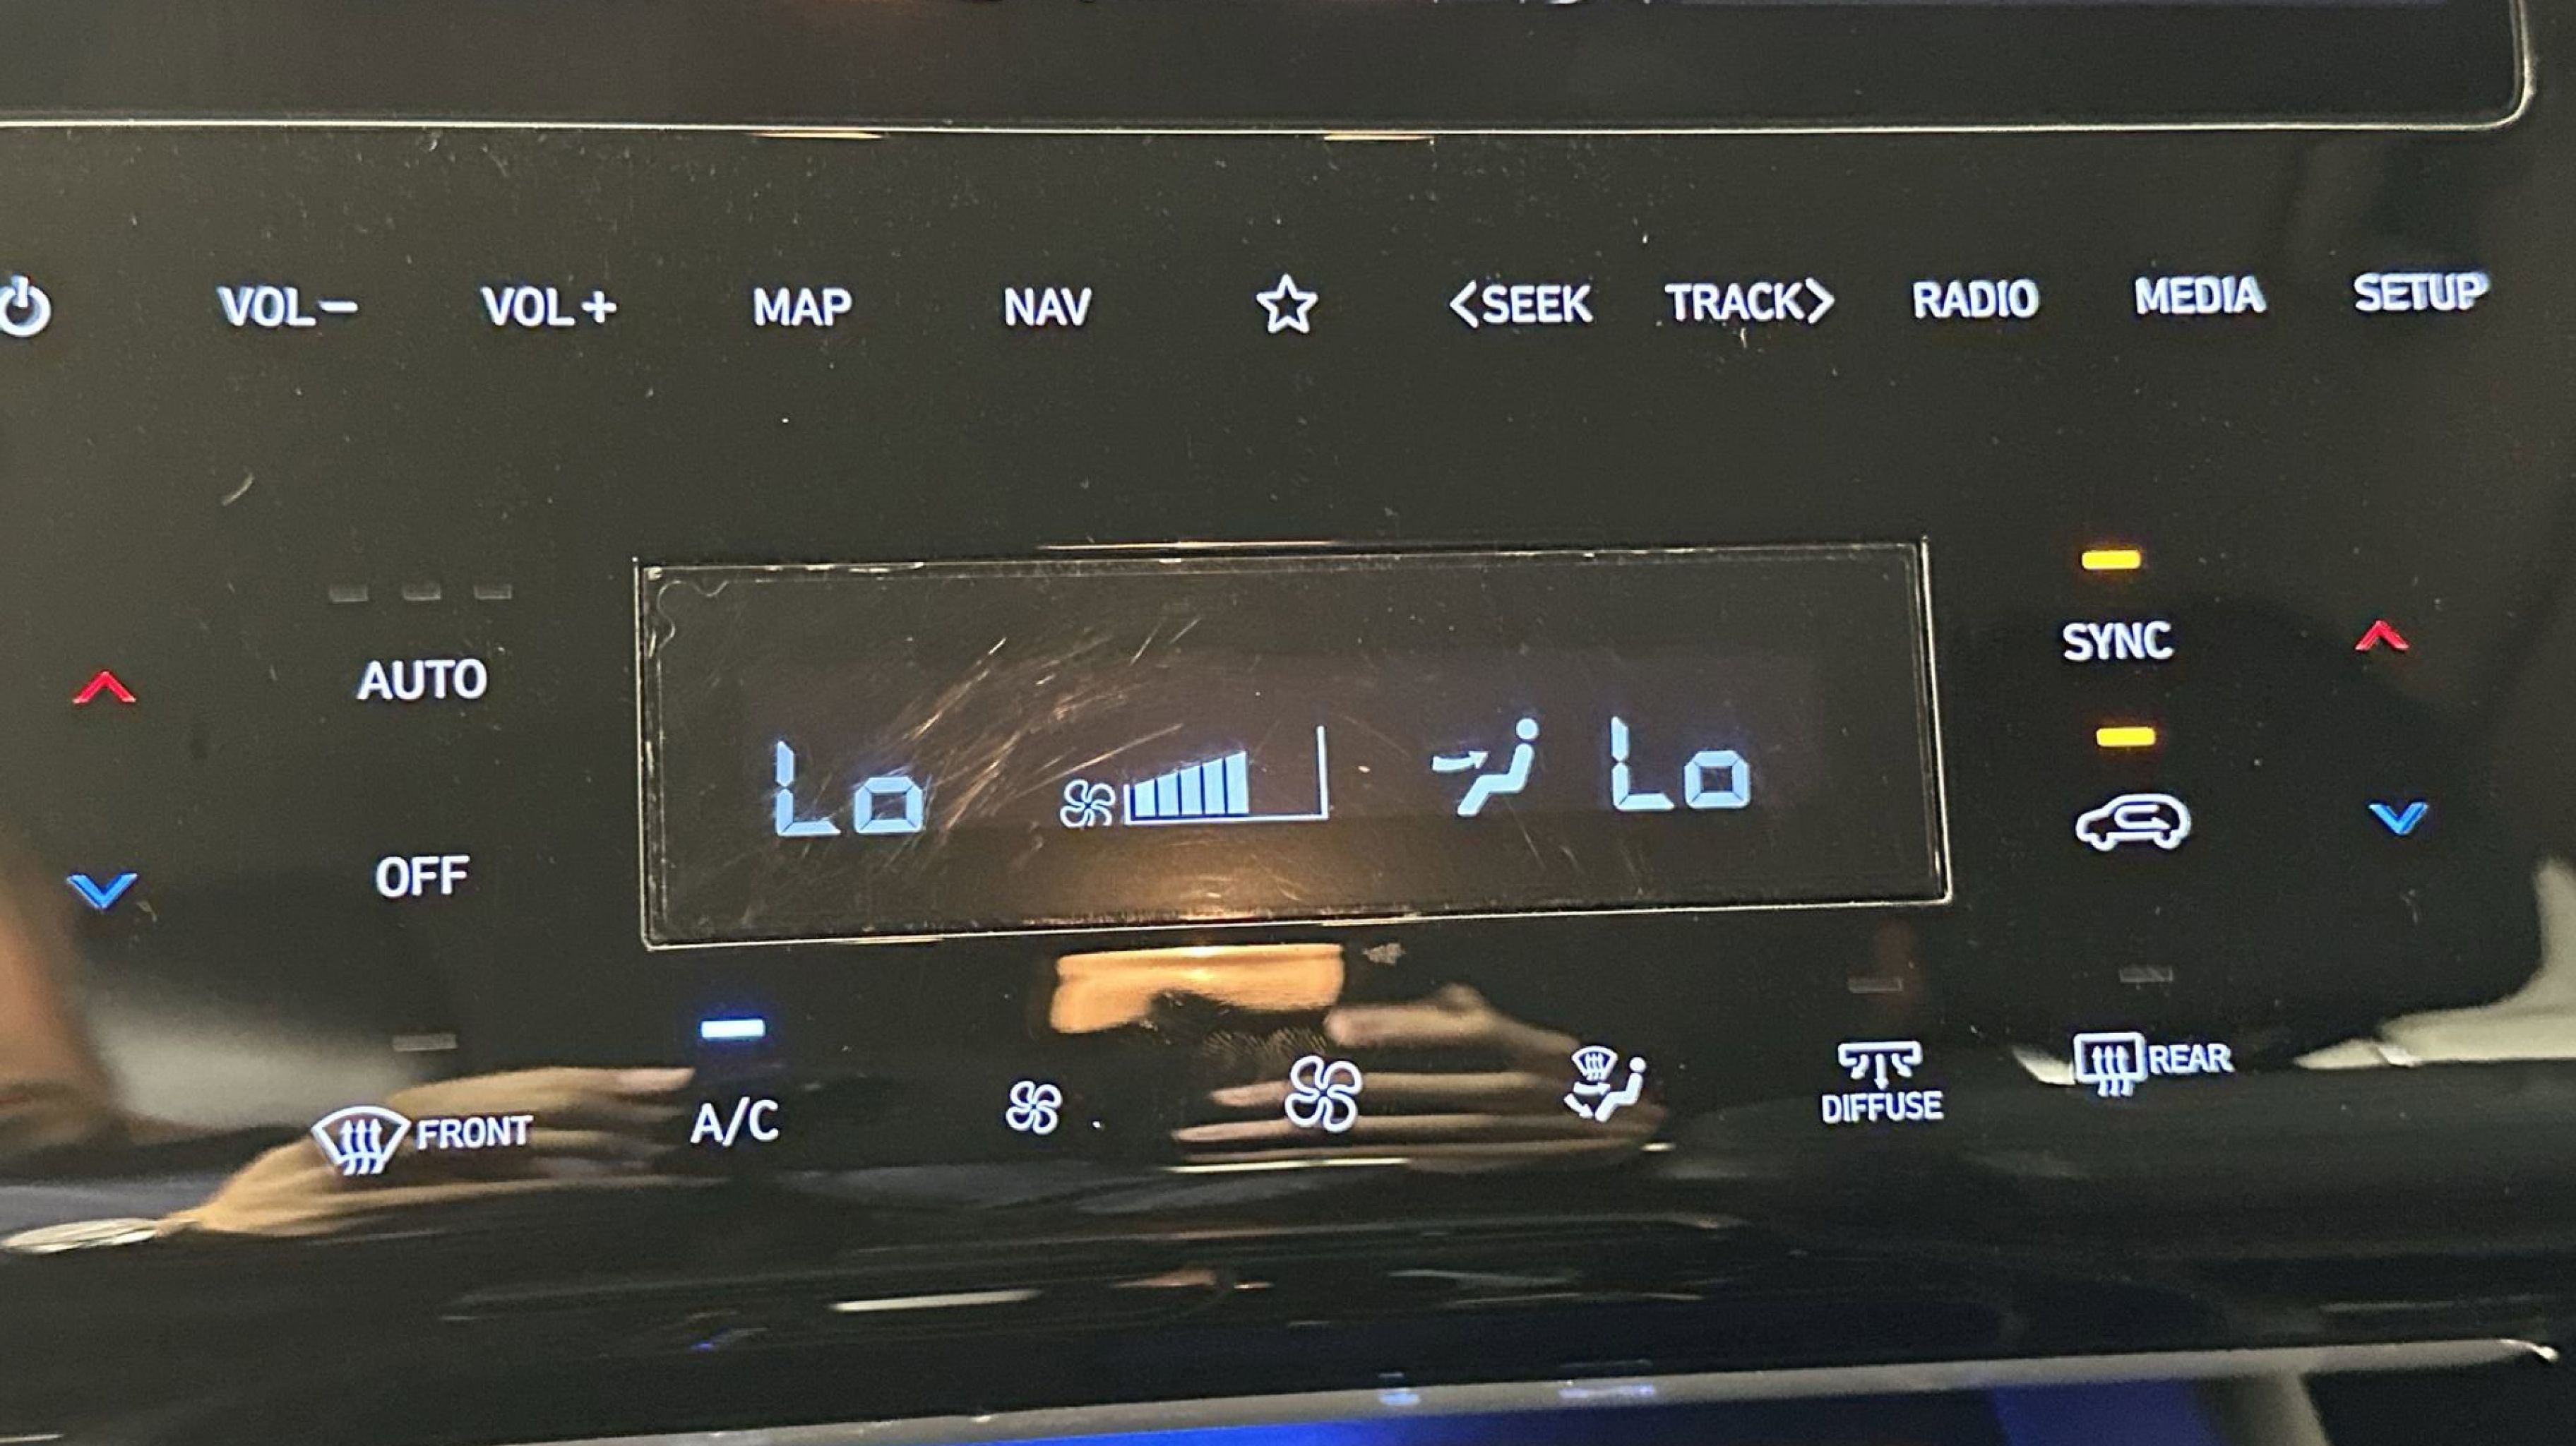 VOL− VOL+ MAP NAV <SEEK TRACK> RADIO MEDIA SETUP
AUTO SYNC
Lo Lo
OFF
FRONT A/C DIFFUSE REAR